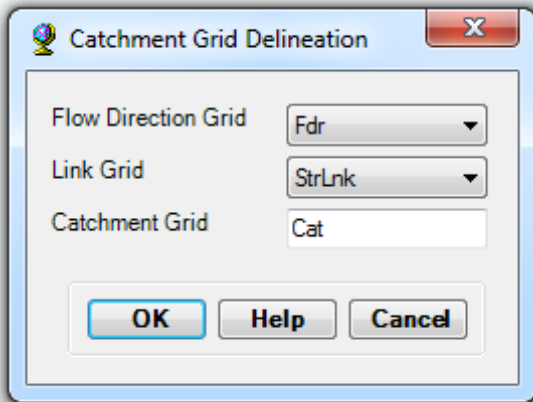 Catchment Grid Delineation
Flow Direction Grid Fdr
Link Grid StrLnk
Catchment Grid Cat
OK Help Cancel